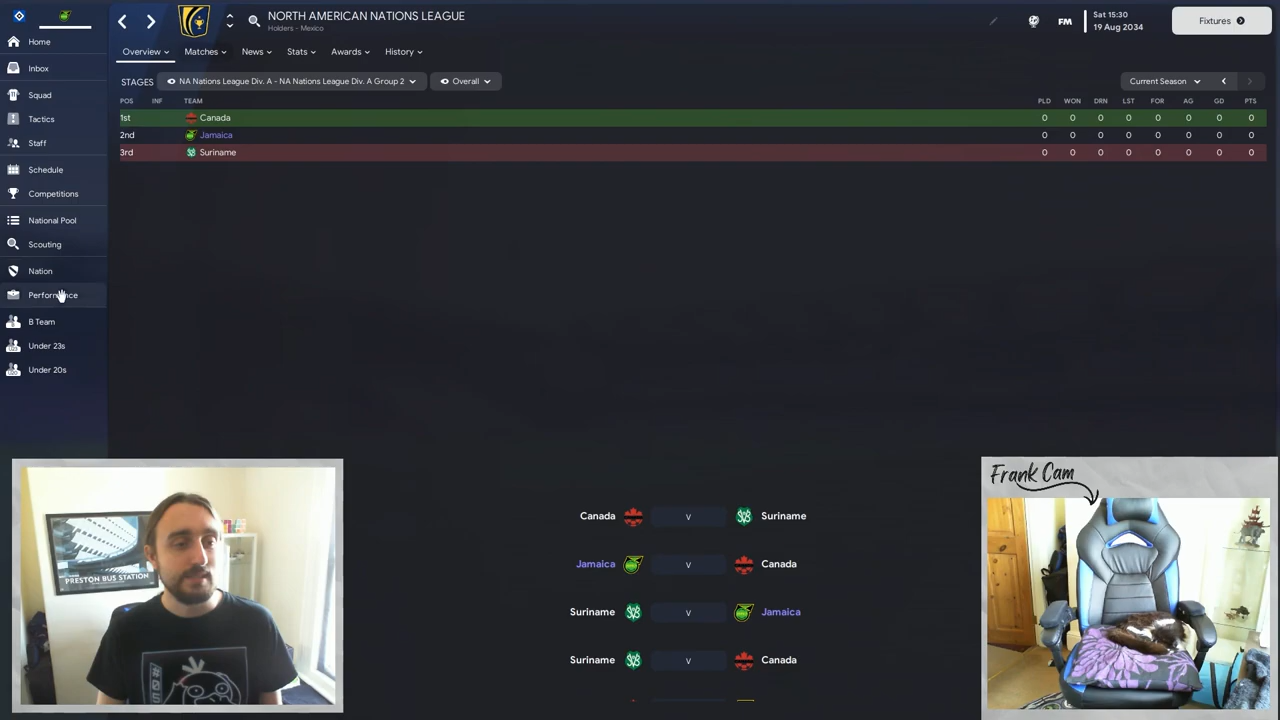 NORTH AMERICAN NATIONS LEAGUE
Holders - Mexico
FM
Sat 15:30
19 Aug 2034
Fixtures
Home
Inbox
Squad
Tactics
Staff
Schedule
Competitions
National Pool
Scouting
Nation
Performance
B Team
Under 23s
Under 20s
Overview
Matches
News
Stats
Awards
History
STAGES
NA Nations League Div. A - NA Nations League Div. A Group 2
Overall
Current Season
POS INF TEAM PLD WON DRN LST FOR AG GD PTS
1st Canada 0 0 0 0 0 0 0 0
2nd Jamaica 0 0 0 0 0 0 0 0
3rd Suriname 0 0 0 0 0 0 0 0
Canada v Suriname
Jamaica v Canada
Suriname v Jamaica
Suriname v Canada
PRESTON BUS STATION
Frank Cam